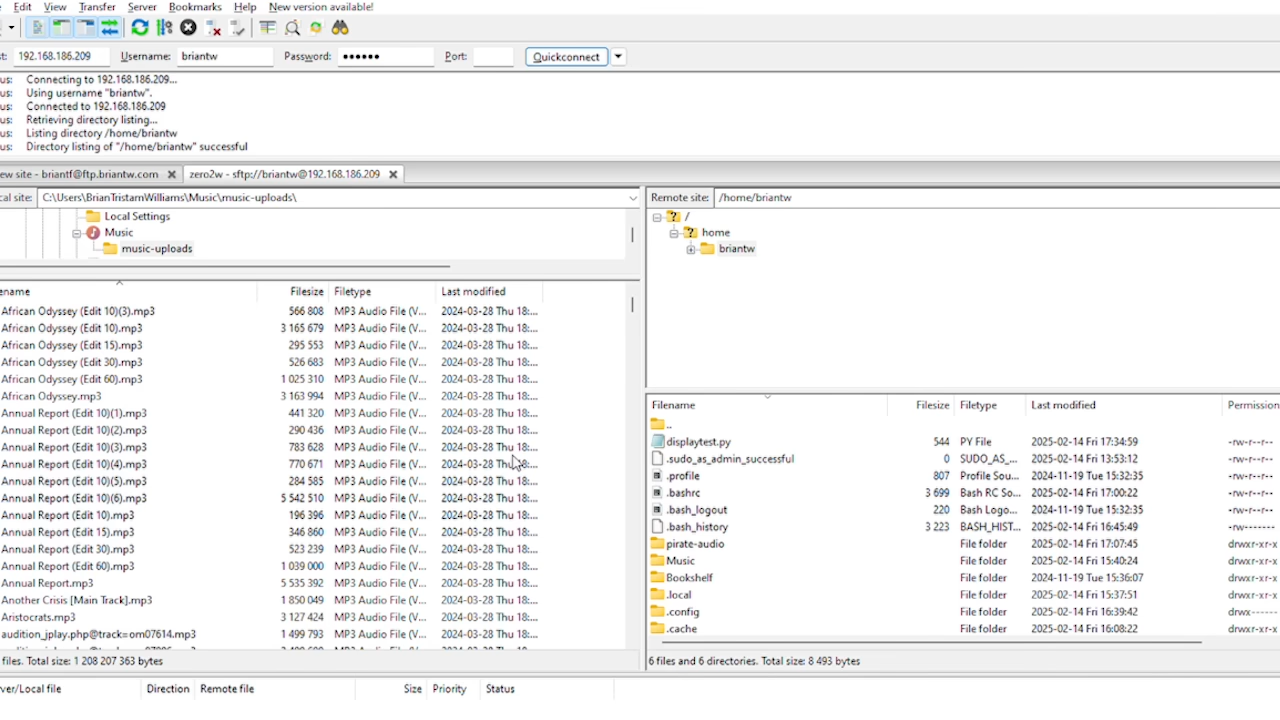 Edit View Transfer Server Bookmarks Help New version available!
192.168.186.209 Username: briantw Password: •••••• Port: Quickconnect
Connecting to 192.168.186.209...
Using username "briantw".
Connected to 192.168.186.209
Retrieving directory listing...
Listing directory /home/briantw
Directory listing of "/home/briantw" successful
ew site - briantf@ftp.briantw.com zero2w - sftp://briantw@192.168.186.209
cal site: C:\Users\BrianTristamWilliams\Music\music-uploads\
Local Settings
Music
music-uploads
Remote site: /home/briantw
/
home
briantw
ename Filesize Filetype Last modified
African Odyssey (Edit 10)(3).mp3 566 808 MP3 Audio File (V... 2024-03-28 Thu 18:...
African Odyssey (Edit 10).mp3 3 165 679 MP3 Audio File (V... 2024-03-28 Thu 18:...
African Odyssey (Edit 15).mp3 295 553 MP3 Audio File (V... 2024-03-28 Thu 18:...
African Odyssey (Edit 30).mp3 526 683 MP3 Audio File (V... 2024-03-28 Thu 18:...
African Odyssey (Edit 60).mp3 1 025 310 MP3 Audio File (V... 2024-03-28 Thu 18:...
African Odyssey.mp3 3 163 994 MP3 Audio File (V... 2024-03-28 Thu 18:...
Annual Report (Edit 10)(1).mp3 441 320 MP3 Audio File (V... 2024-03-28 Thu 18:...
Annual Report (Edit 10)(2).mp3 290 436 MP3 Audio File (V... 2024-03-28 Thu 18:...
Annual Report (Edit 10)(3).mp3 783 628 MP3 Audio File (V... 2024-03-28 Thu 18:...
Annual Report (Edit 10)(4).mp3 770 671 MP3 Audio File (V... 2024-03-28 Thu 18:...
Annual Report (Edit 10)(5).mp3 284 585 MP3 Audio File (V... 2024-03-28 Thu 18:...
Annual Report (Edit 10)(6).mp3 5 542 510 MP3 Audio File (V... 2024-03-28 Thu 18:...
Annual Report (Edit 10).mp3 196 396 MP3 Audio File (V... 2024-03-28 Thu 18:...
Annual Report (Edit 15).mp3 346 860 MP3 Audio File (V... 2024-03-28 Thu 18:...
Annual Report (Edit 30).mp3 523 239 MP3 Audio File (V... 2024-03-28 Thu 18:...
Annual Report (Edit 60).mp3 1 039 000 MP3 Audio File (V... 2024-03-28 Thu 18:...
Annual Report.mp3 5 535 392 MP3 Audio File (V... 2024-03-28 Thu 18:...
Another Crisis [Main Track].mp3 1 850 049 MP3 Audio File (V... 2024-03-28 Thu 18:...
Aristocrats.mp3 3 127 424 MP3 Audio File (V... 2024-03-28 Thu 18:...
audition_jplay.php@track=om07614.mp3 1 499 793 MP3 Audio File (V... 2024-03-28 Thu 18:...
files. Total size: 1 208 207 363 bytes
Filename Filesize Filetype Last modified Permission
..
displaytest.py 544 PY File 2025-02-14 Fri 17:34:59 -rw-r--r--
.sudo_as_admin_successful 0 SUDO_AS_... 2025-02-14 Fri 13:53:12 -rw-r--r--
.profile 807 Profile Sou... 2024-11-19 Tue 15:32:35 -rw-r--r--
.bashrc 3 699 Bash RC So... 2025-02-14 Fri 17:00:22 -rw-r--r--
.bash_logout 220 Bash Logo... 2024-11-19 Tue 15:32:35 -rw-r--r--
.bash_history 3 223 BASH_HIST... 2025-02-14 Fri 16:45:49 -rw-------
pirate-audio File folder 2025-02-14 Fri 17:07:45 drwxr-xr-x
Music File folder 2025-02-14 Fri 15:40:24 drwxr-xr-x
Bookshelf File folder 2024-11-19 Tue 15:36:07 drwxr-xr-x
.local File folder 2025-02-14 Fri 15:37:51 drwxr-xr-x
.config File folder 2025-02-14 Fri 16:39:42 drwx------
.cache File folder 2025-02-14 Fri 16:08:22 drwxr-xr-x
6 files and 6 directories. Total size: 8 493 bytes
ver/Local file Direction Remote file Size Priority Status